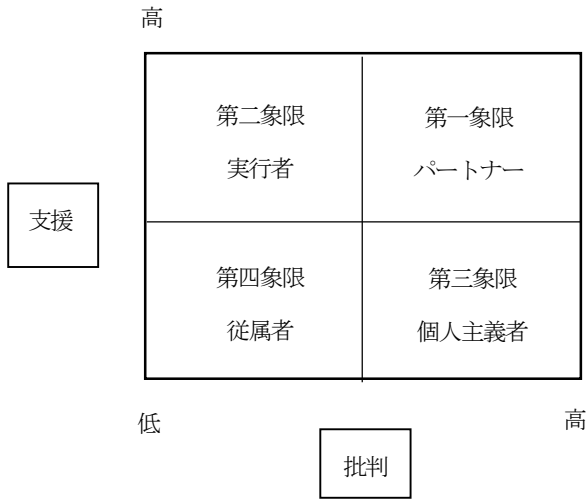 高
第二象限
実行者
第一象限
パートナー
支援
第四象限
従属者
第三象限
個人主義者
低
高
批判